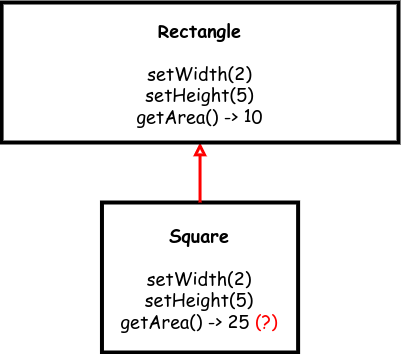 Rectangle
setWidth(2)
setHeight(5)
getArea() -> 10
Square
setWidth(2)
setHeight(5)
getArea() -> 25 (?)